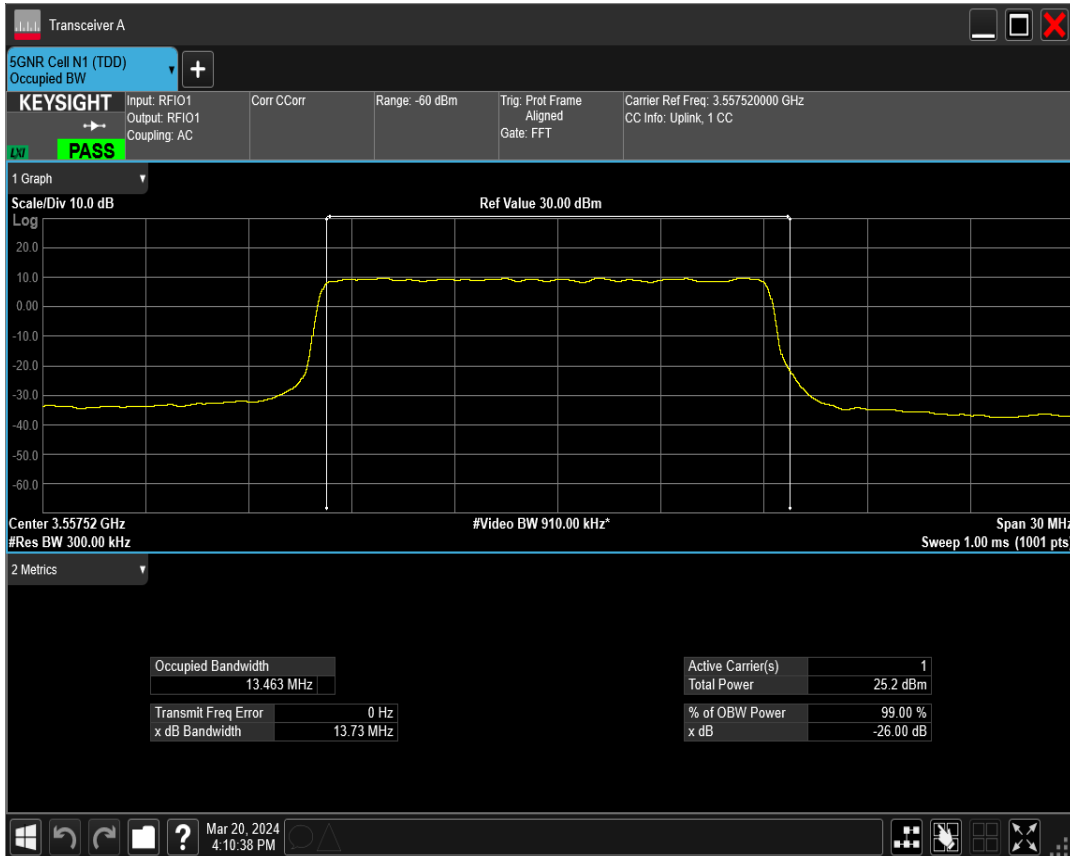 Transceiver A
5GNR Cell N1 (TDD)
Occupied BW
+
KEYSIGHT
LXI
PASS
Input: RFIO1
Output: RFIO1
Coupling: AC
Corr CCorr
Range: -60 dBm
Trig: Prot Frame
Aligned
Gate: FFT
Carrier Ref Freq: 3.557520000 GHz
CC Info: Uplink, 1 CC
1 Graph
Scale/Div 10.0 dB
Ref Value 30.00 dBm
Log
20.0
10.0
0.00
-10.0
-20.0
-30.0
-40.0
-50.0
-60.0
Center 3.55752 GHz
#Video BW 910.00 kHz*
Span 30 MHz
#Res BW 300.00 kHz
Sweep 1.00 ms (1001 pts)
2 Metrics
Occupied Bandwidth
13.463 MHz
Transmit Freq Error 0 Hz
x dB Bandwidth 13.73 MHz
Active Carrier(s) 1
Total Power 25.2 dBm
% of OBW Power 99.00 %
x dB -26.00 dB
?
Mar 20, 2024
4:10:38 PM